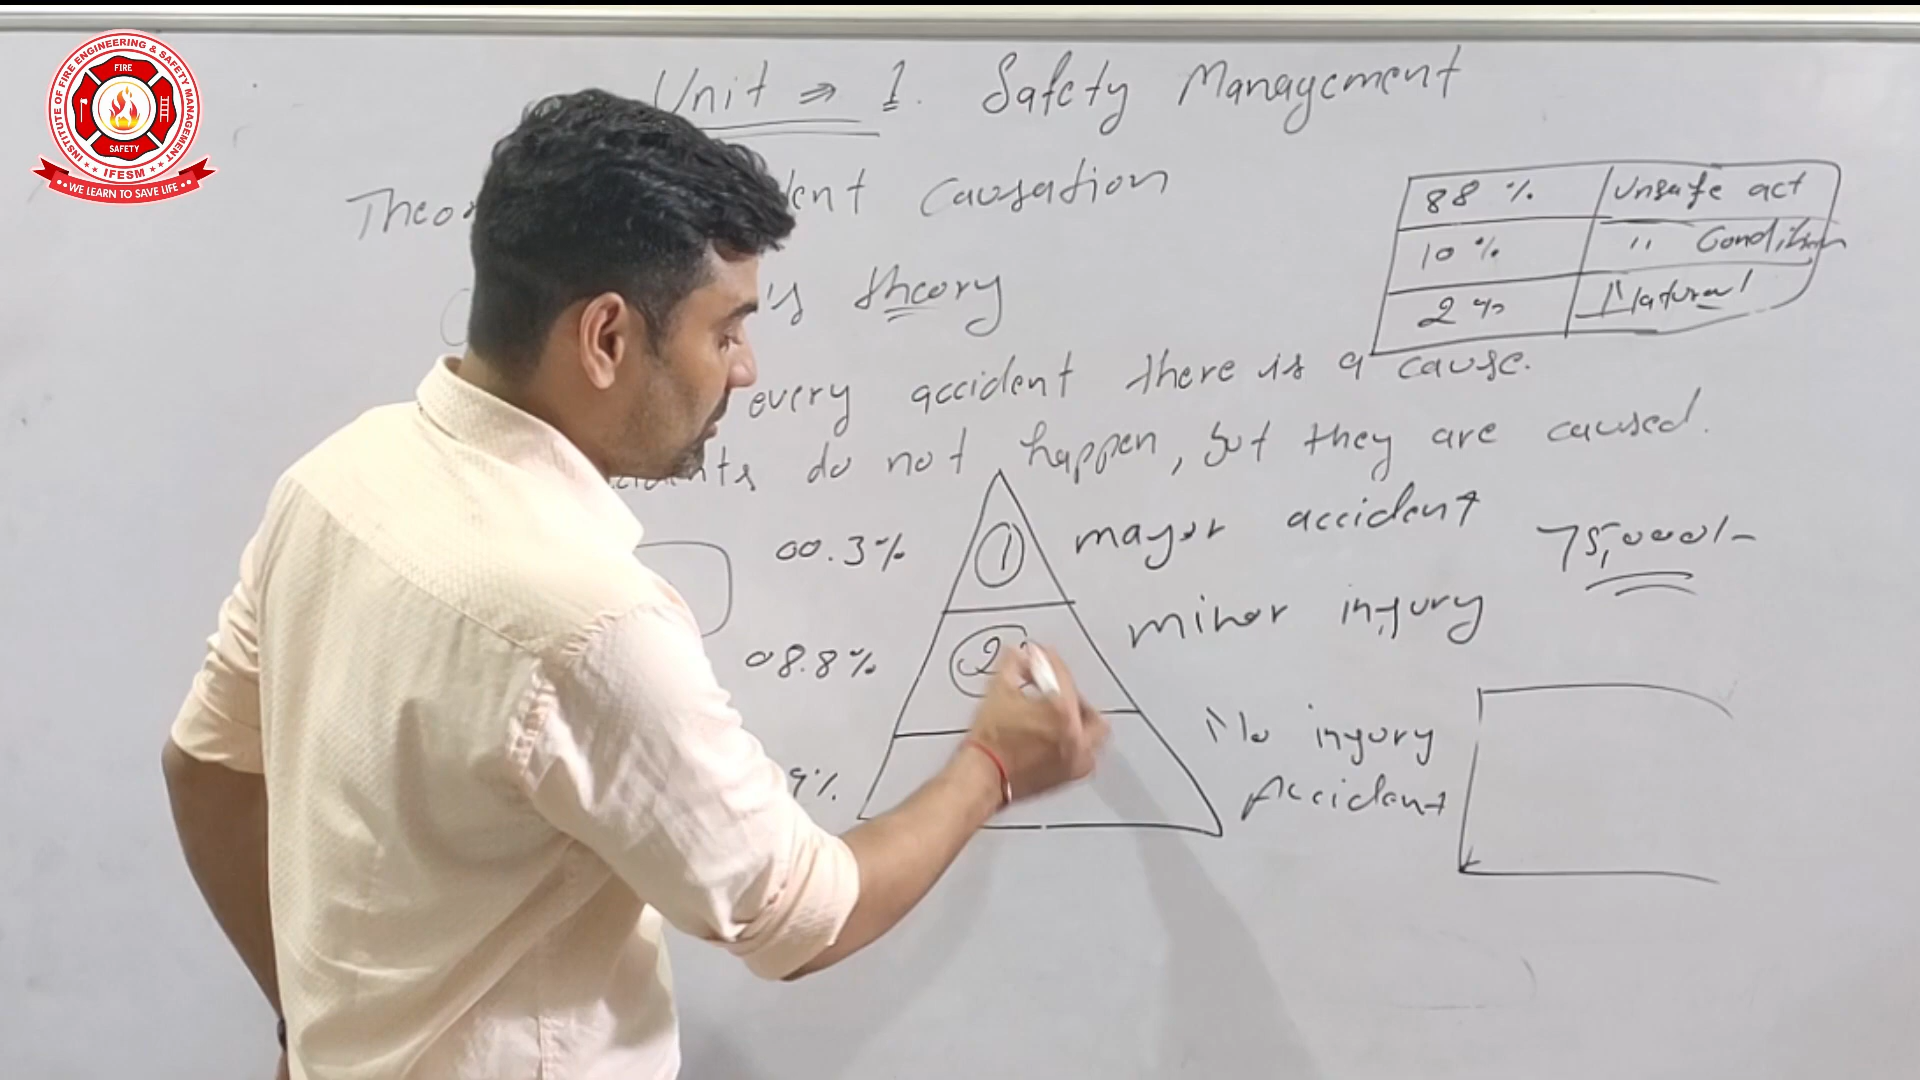 INSTITUTE OF FIRE ENGINEERING & SAFETY MANAGEMENT
FIRE
SAFETY
IFESM
WE LEARN TO SAVE LIFE
Unit ⇒ 1. Safety Management
Causation
theory
88 % Unsafe act
10 % " Condition
2 % Natural
every accident there is a cause.
do not happen, but they are caused.
00.3% 1 major accident 75,000/-
08.8% 2 minor injury
9% No injury
Accident